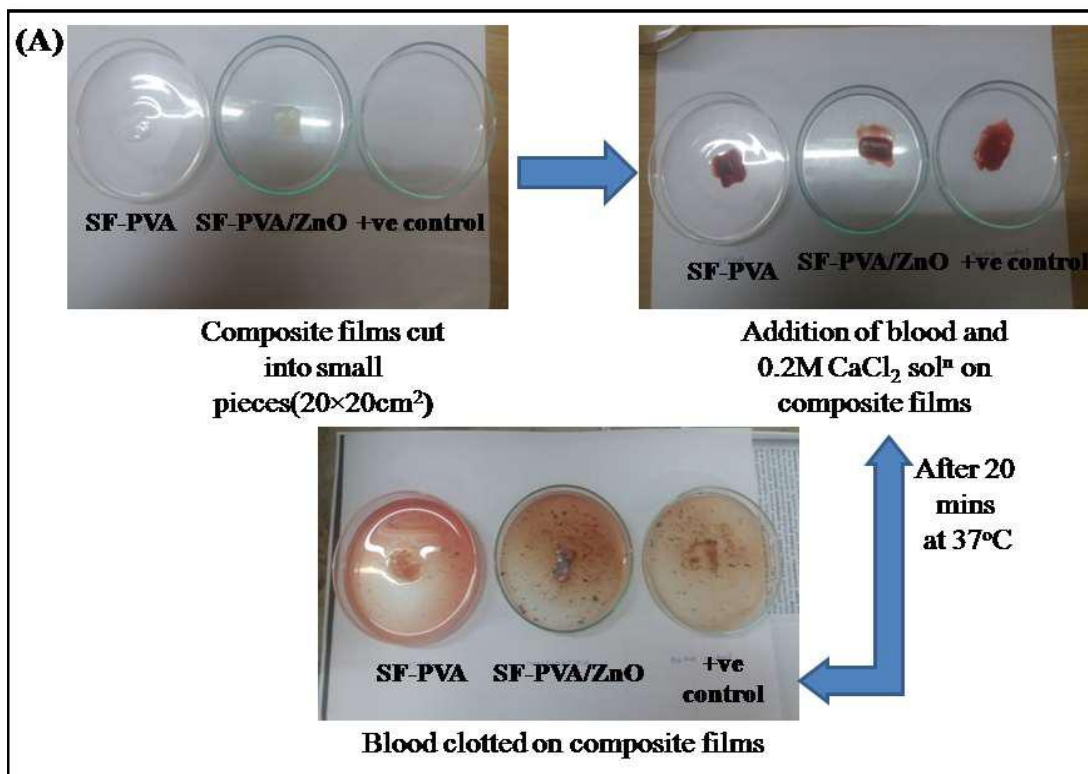 (A)
SF-PVA SF-PVA/ZnO +ve control
SF-PVA SF-PVA/ZnO +ve control
Composite films cut
into small
pieces(20×20cm²)
Addition of blood and
0.2M CaCl₂ solⁿ on
composite films
After 20
mins
at 37ᵒC
SF-PVA SF-PVA/ZnO +ve
control
Blood clotted on composite films